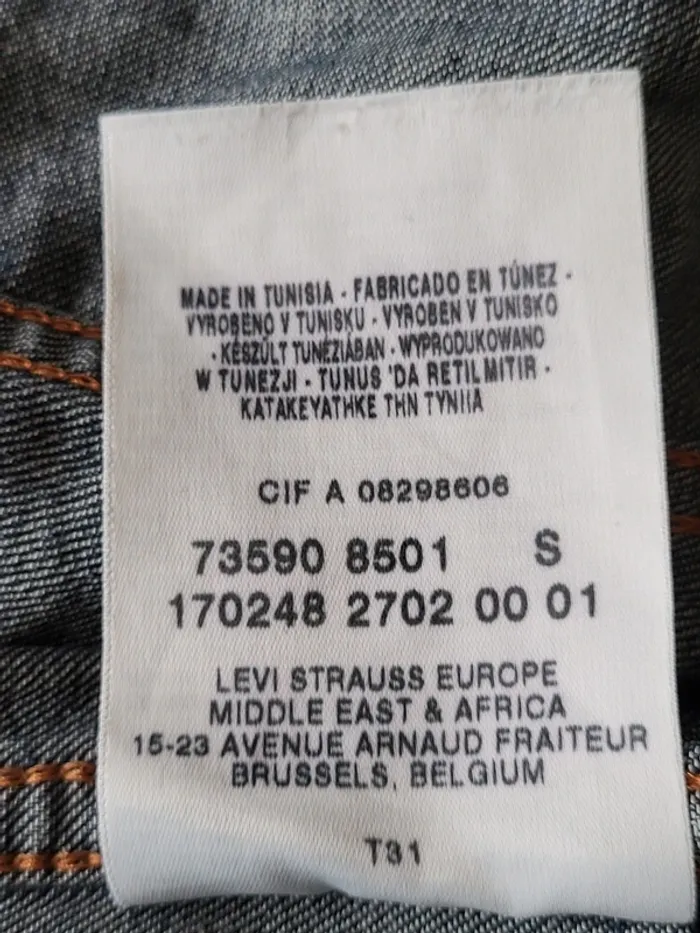 MADE IN TUNISIA - FABRICADO EN TÚNEZ -
VYROBENO V TUNISKU - VYROBEN V TUNISKO
- KÉSZÜLT TUNÉZIÁBAN - WYPRODUKOWANO
W TUNEZJI - TUNUS 'DA RETILMITIR -
KATAKEYATHKE THN TYNIIA
CIF A 08298606
73590 8501 S
170248 2702 00 01
LEVI STRAUSS EUROPE
MIDDLE EAST & AFRICA
15-23 AVENUE ARNAUD FRAITEUR
BRUSSELS, BELGIUM
T31